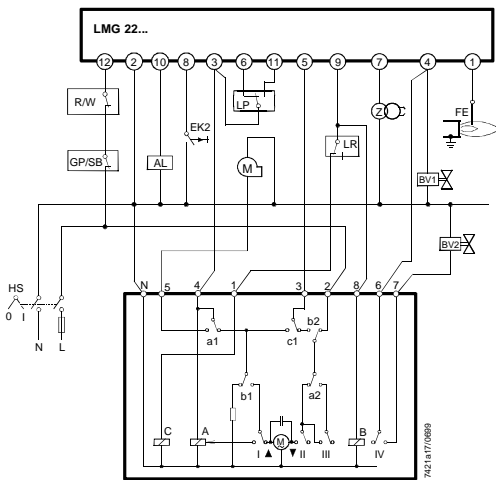 LMG 22...
12 2 10 8 3 6 11 5 9 7 4 1
R/W
LP
Z
FE
EK2
GP/SB
AL
M
LR
BV1
BV2
HS
0 I
N L
N 5 4 1 3 2 8 6 7
a1 c1 b2
b1 a2
C A I M II III B IV
7421a17/0699